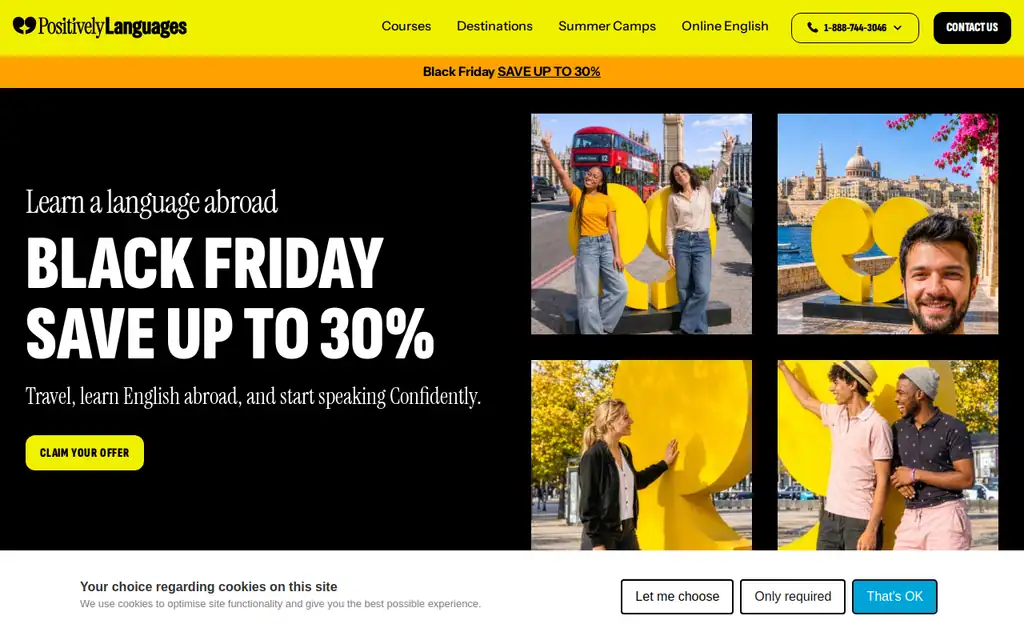 PositivelyLanguages
Courses
Destinations
Summer Camps
Online English
1-888-744-3046
CONTACT US
Black Friday SAVE UP TO 30%
Learn a language abroad
BLACK FRIDAY
SAVE UP TO 30%
Travel, learn English abroad, and start speaking Confidently.
CLAIM YOUR OFFER
Your choice regarding cookies on this site
We use cookies to optimise site functionality and give you the best possible experience.
Let me choose
Only required
That's OK